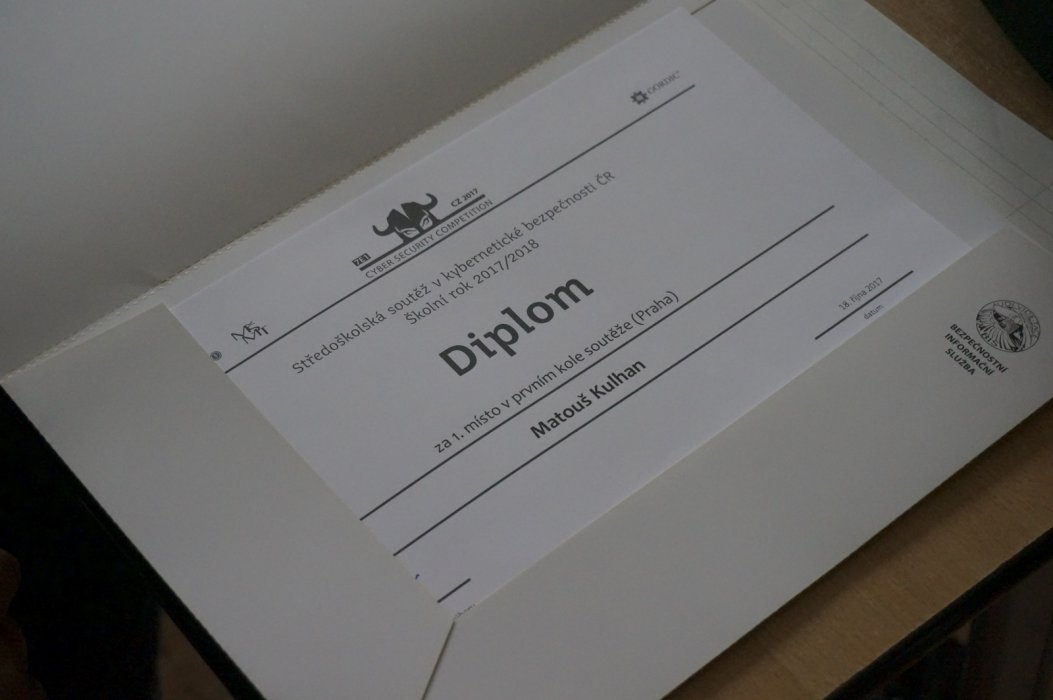 GORDIC
CZ 2017
CYBER SECURITY COMPETITION
Středoškolská soutěž v kybernetické bezpečnosti ČR
Školní rok 2017/2018
Diplom
za 1. místo v prvním kole soutěže (Praha)
Matouš Kulhan
18. října 2017
datum
BEZPEČNOSTNÍ
INFORMAČNÍ
SLUŽBA